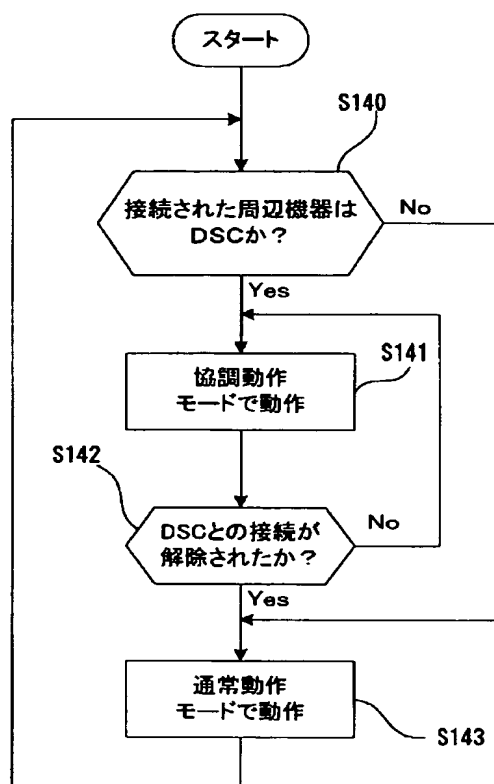 スタート
S140
接続された周辺機器は
DSCか？
No
Yes
S141
協調動作
モードで動作
S142
DSCとの接続が
解除されたか？
No
Yes
通常動作
モードで動作
S143